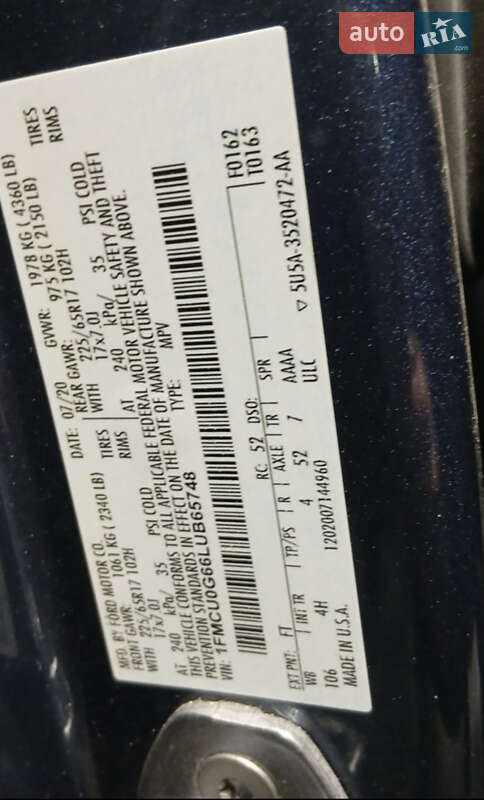 auto RIA .com
MFD. BY FORD MOTOR CO.
DATE: 07/20 GVWR: 1978 KG ( 4360 LB)
FRONT GAWR: 1061 KG ( 2340 LB) REAR GAWR: 975 KG ( 2150 LB)
WITH 225/65R17 102H TIRES WITH 225/65R17 102H TIRES
17x7.0J RIMS 17x7.0J RIMS
AT 240 kPa/ 35 PSI COLD AT 240 kPa/ 35 PSI COLD
THIS VEHICLE CONFORMS TO ALL APPLICABLE FEDERAL MOTOR VEHICLE SAFETY AND THEFT
PREVENTION STANDARDS IN EFFECT ON THE DATE OF MANUFACTURE SHOWN ABOVE.
VIN: 1FMCU0G66LUB65748 TYPE: MPV
F0162
T0163
EXT PNT: FT RC: 52 DSO:
WB INT TR TP/PS R AXLE TR SPR
106 4H 4 52 7 AAAA
MADE IN U.S.A. ULC
1202007144960
▽ 5U5A-3520472-AA